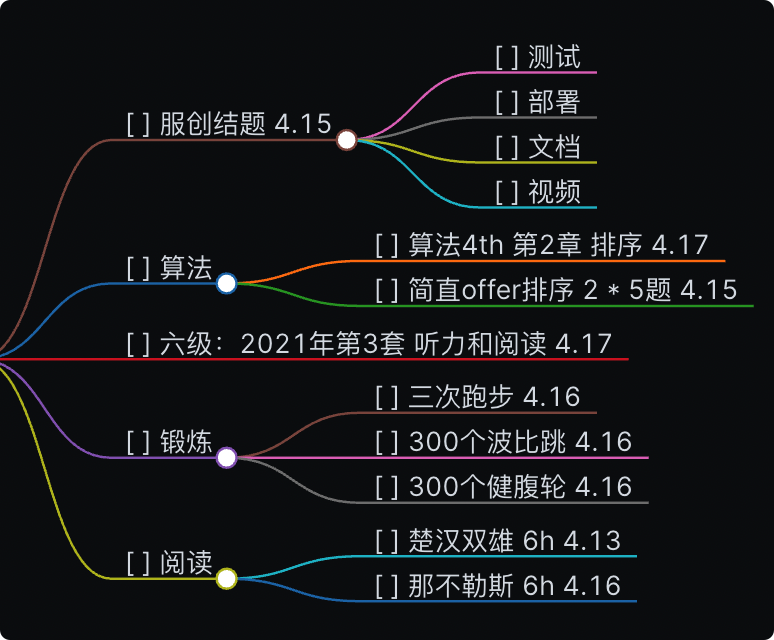 [ ] 服创结题 4.15
[ ] 测试
[ ] 部署
[ ] 文档
[ ] 视频
[ ] 算法
[ ] 算法4th 第2章 排序 4.17
[ ] 简直offer排序 2 * 5题 4.15
[ ] 六级：2021年第3套 听力和阅读 4.17
[ ] 锻炼
[ ] 三次跑步 4.16
[ ] 300个波比跳 4.16
[ ] 300个健腹轮 4.16
[ ] 阅读
[ ] 楚汉双雄 6h 4.13
[ ] 那不勒斯 6h 4.16